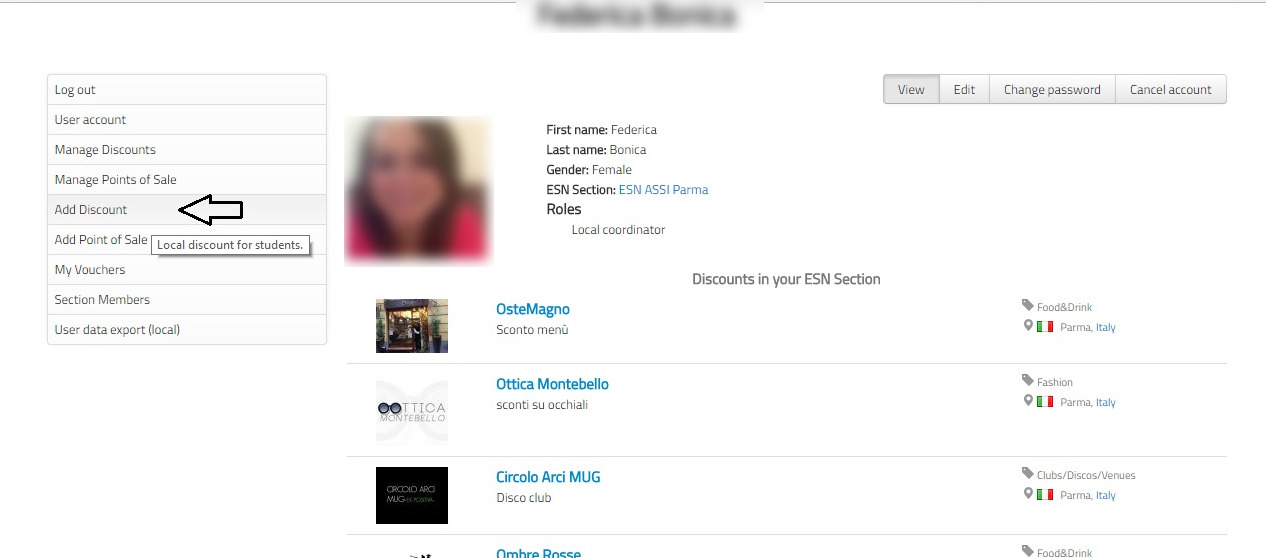 Federica Bonica
Log out
User account
Manage Discounts
Manage Points of Sale
Add Discount
Add Point of Sale
Local discount for students.
My Vouchers
Section Members
User data export (local)
View Edit Change password Cancel account
First name: Federica
Last name: Bonica
Gender: Female
ESN Section: ESN ASSI Parma
Roles
Local coordinator
Discounts in your ESN Section
OsteMagno
Sconto menù
Food&Drink
Parma, Italy
OTTICA
MONTEBELLO
Ottica Montebello
sconti su occhiali
Fashion
Parma, Italy
CIRCOLO ARCI
MUG
Circolo Arci MUG
Disco club
Clubs/Discos/Venues
Parma, Italy
Ombre Rosse
Food&Drink